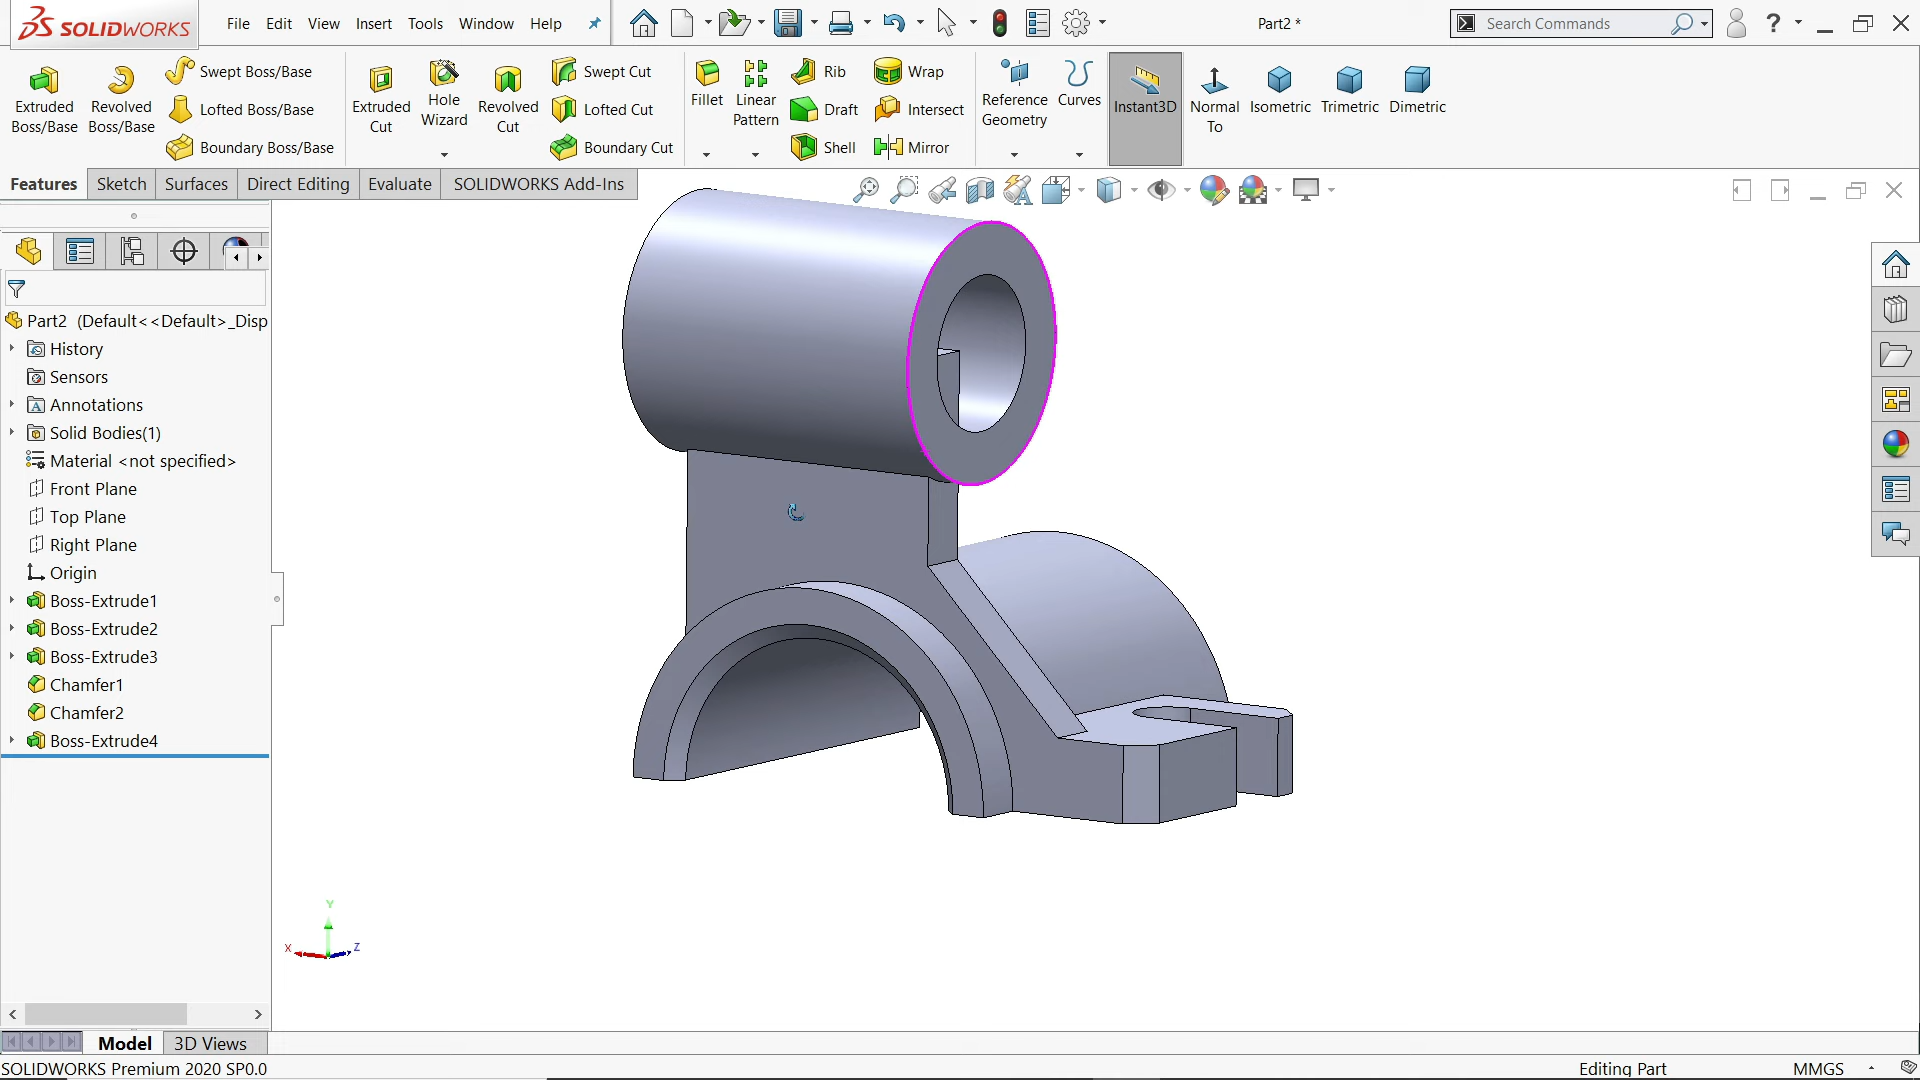 SOLIDWORKS
File Edit View Insert Tools Window Help
Part2 *
Search Commands
?
Extruded Boss/Base
Revolved Boss/Base
Swept Boss/Base
Lofted Boss/Base
Boundary Boss/Base
Extruded Cut
Hole Wizard
Revolved Cut
Swept Cut
Lofted Cut
Boundary Cut
Fillet
Linear Pattern
Rib
Draft
Shell
Wrap
Intersect
Mirror
Reference Geometry
Curves
Instant3D
Normal To
Isometric
Trimetric
Dimetric
Features Sketch Surfaces Direct Editing Evaluate SOLIDWORKS Add-Ins
Part2 (Default<<Default>_Disp
History
Sensors
Annotations
Solid Bodies(1)
Material <not specified>
Front Plane
Top Plane
Right Plane
Origin
Boss-Extrude1
Boss-Extrude2
Boss-Extrude3
Chamfer1
Chamfer2
Boss-Extrude4
Y
X
Z
Model 3D Views
SOLIDWORKS Premium 2020 SP0.0
Editing Part
MMGS